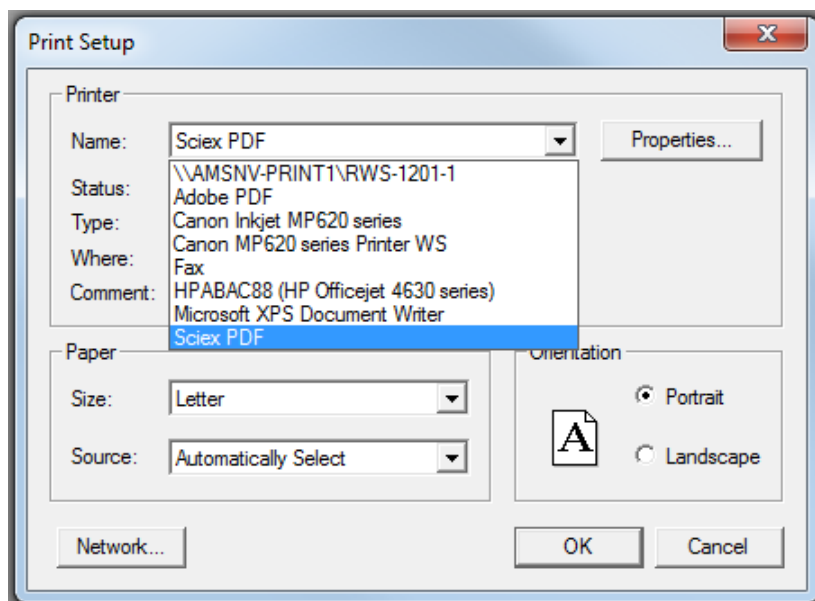 Print Setup
Printer
Name:
Sciex PDF
Properties...
\\AMSNV-PRINT1\RWS-1201-1
Status:
Adobe PDF
Type:
Canon Inkjet MP620 series
Canon MP620 series Printer WS
Where:
Fax
Comment:
HPABAC88 (HP Officejet 4630 series)
Microsoft XPS Document Writer
Sciex PDF
Paper
Orientation
Size:
Letter
Portrait
A
Source:
Automatically Select
Landscape
Network...
OK
Cancel